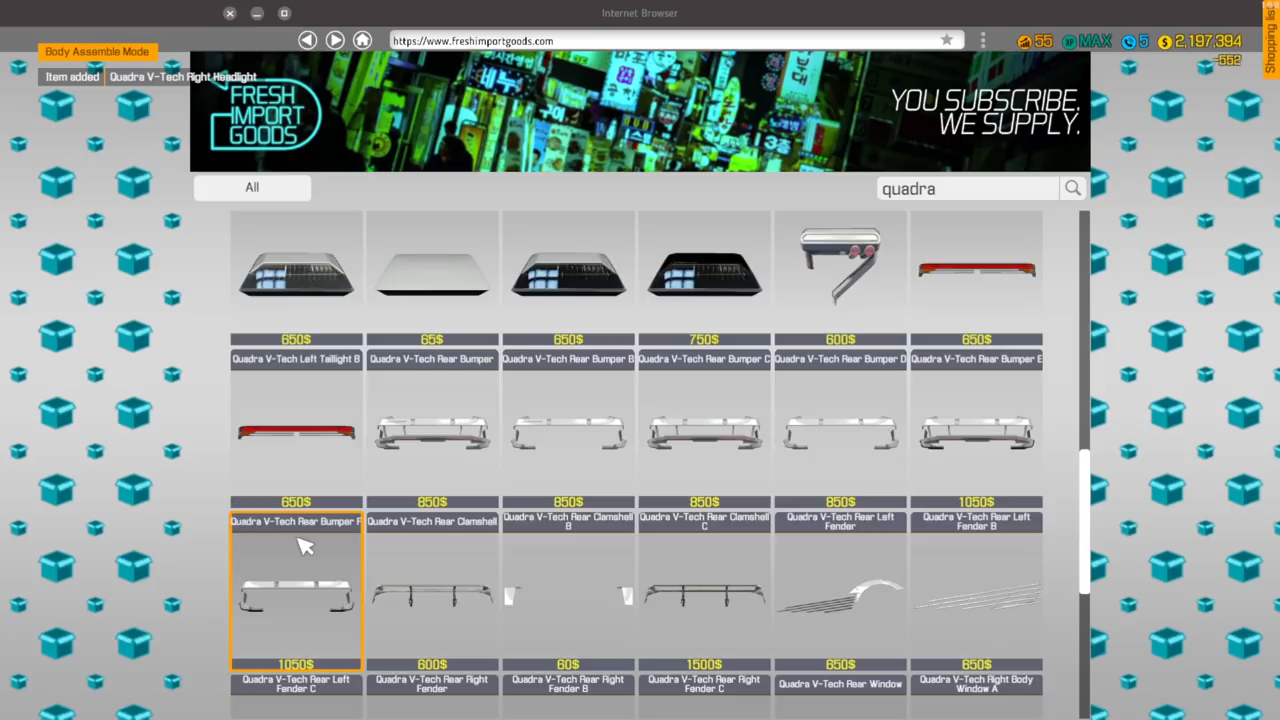 Internet Browser
Shopping list
https://www.freshimportgoods.com
55
XP
MAX
5
$
2,197,394
-552
Body Assemble Mode
Item added
Quadra V-Tech Right Headlight
FRESH
IMPORT
GOODS
YOU SUBSCRIBE.
WE SUPPLY.
All
quadra
650$
65$
650$
750$
600$
650$
Quadra V-Tech Left Taillight B
Quadra V-Tech Rear Bumper
Quadra V-Tech Rear Bumper B
Quadra V-Tech Rear Bumper C
Quadra V-Tech Rear Bumper D
Quadra V-Tech Rear Bumper E
650$
850$
850$
850$
850$
1050$
Quadra V-Tech Rear Bumper F
Quadra V-Tech Rear Clamshell
Quadra V-Tech Rear Clamshell
B
Quadra V-Tech Rear Clamshell
C
Quadra V-Tech Rear Left
Fender
Quadra V-Tech Rear Left
Fender B
1050$
600$
60$
1500$
650$
650$
Quadra V-Tech Rear Left
Fender C
Quadra V-Tech Rear Right
Fender
Quadra V-Tech Rear Right
Fender B
Quadra V-Tech Rear Right
Fender C
Quadra V-Tech Rear Window
Quadra V-Tech Right Body
Window A